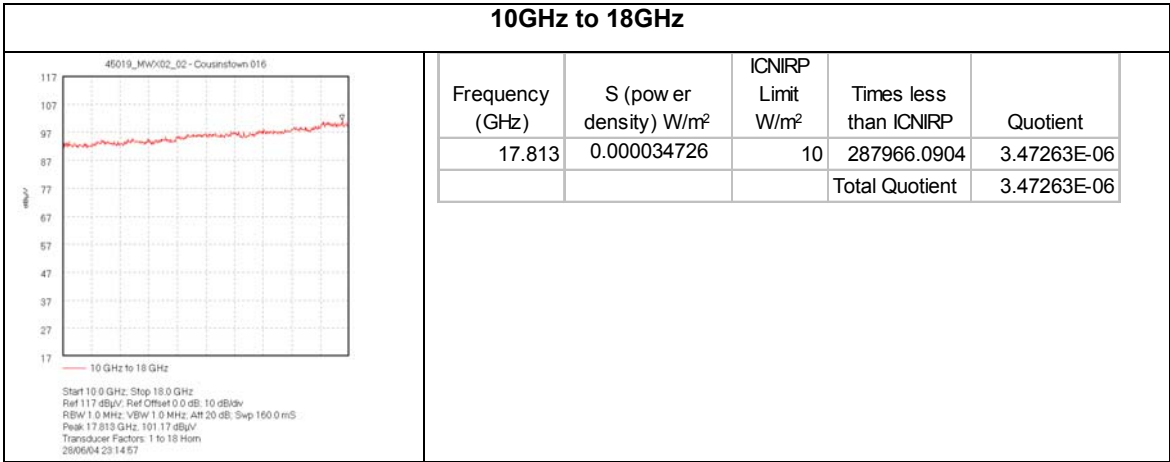 10GHz to 18GHz
45019_MWX02_02 - Cousinstown 016
117
107
97
87
77
67
57
47
37
27
17
dBµV
10 GHz to 18 GHz
Start 10.0 GHz; Stop 18.0 GHz
Ref 117 dBµV; Ref Offset 0.0 dB; 10 dB/div
RBW 1.0 MHz; VBW 1.0 MHz; Att 20 dB; Swp 160.0 mS
Peak 17.813 GHz, 101.17 dBµV
Transducer Factors: 1 to 18 Horn
28/06/04 23:14:57
Frequency (GHz) S (pow er density) W/m² ICNIRP Limit W/m² Times less than ICNIRP Quotient
17.813 0.000034726 10 287966.0904 3.47263E-06
Total Quotient 3.47263E-06